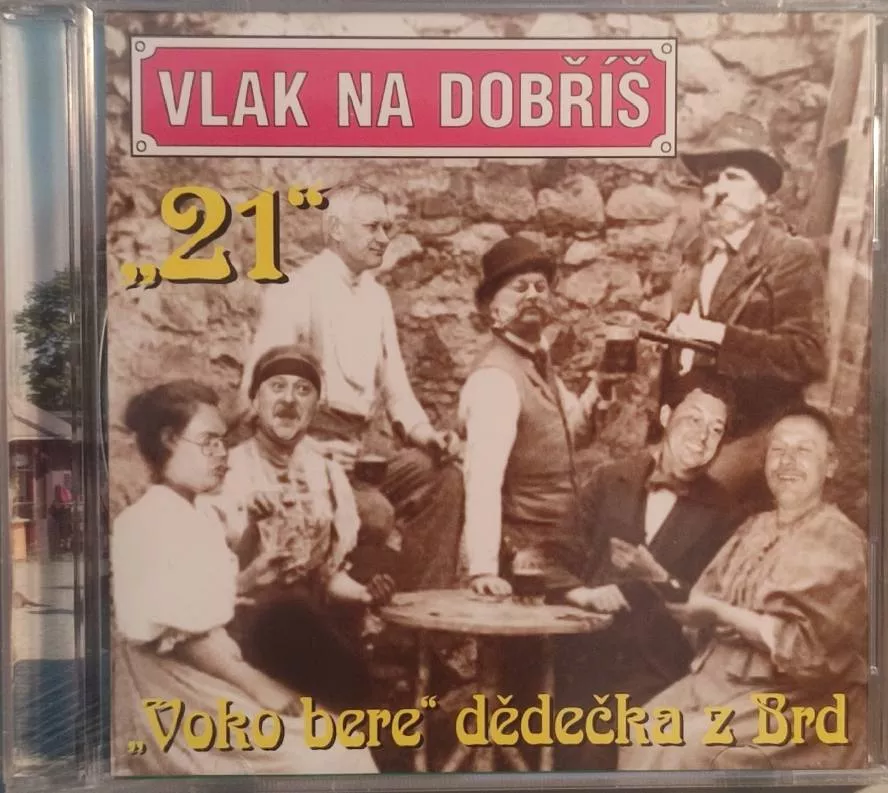 VLAK NA DOBŘÍŠ
„21“
„Voko bere“ dědečka z Brd